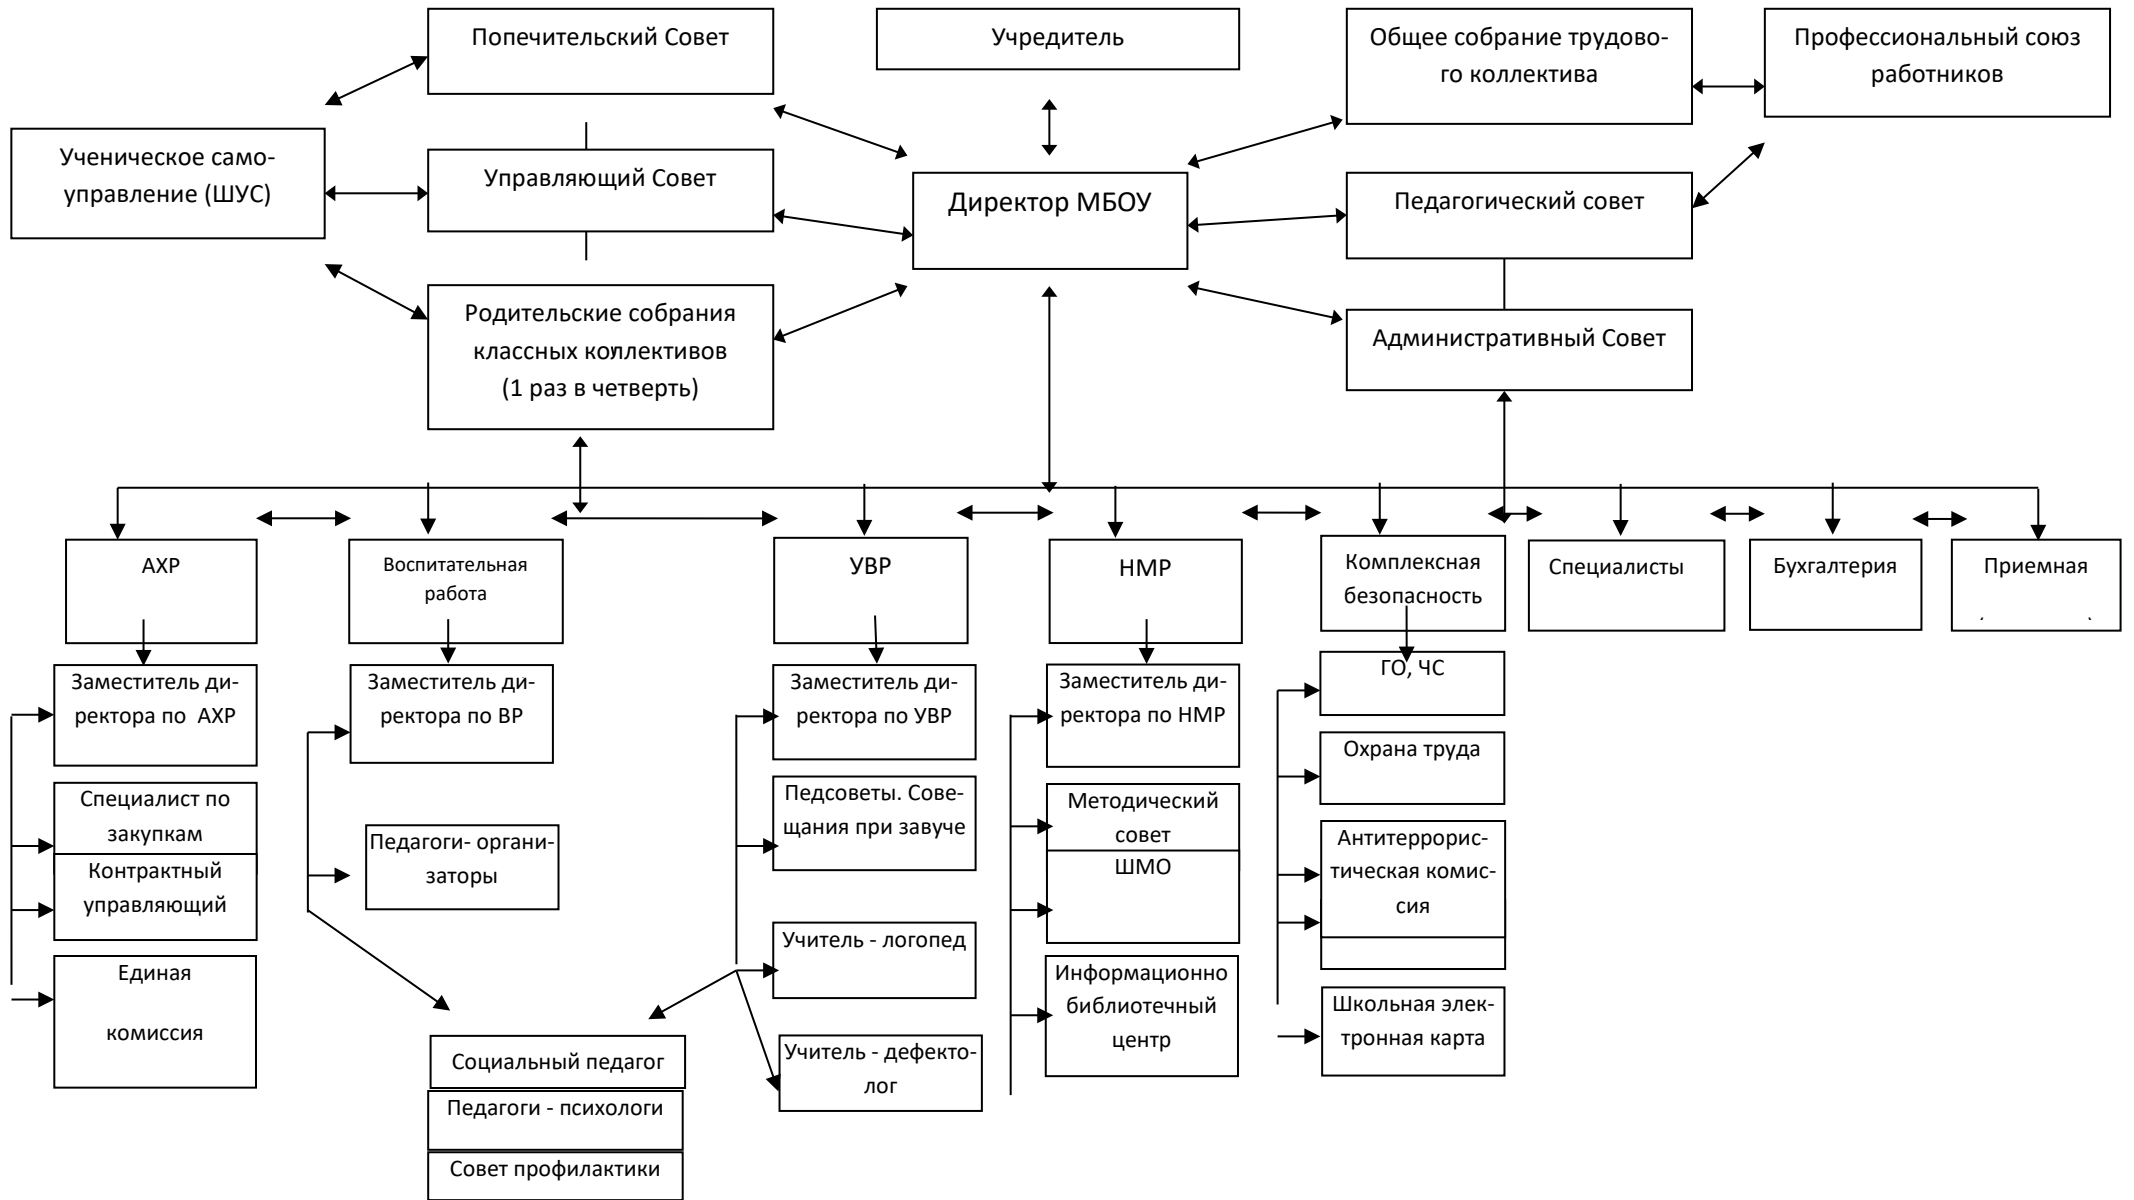 Попечительский Совет
Учредитель
Общее собрание трудово-
го коллектива
Профессиональный союз
работников
Ученическое само-
управление (ШУС)
Управляющий Совет
Директор МБОУ
Педагогический совет
Родительские собрания
классных коллективов
(1 раз в четверть)
Административный Совет
АХР
Воспитательная
работа
УВР
НМР
Комплексная
безопасность
Специалисты
Бухгалтерия
Приемная
Заместитель ди-
ректора по АХР
Специалист по
закупкам
Контрактный
управляющий
Единая
комиссия
Заместитель ди-
ректора по ВР
Педагоги- органи-
заторы
Социальный педагог
Педагоги - психологи
Совет профилактики
Заместитель ди-
ректора по УВР
Педсоветы. Сове-
щания при завуче
Учитель - логопед
Учитель - дефекто-
лог
Заместитель ди-
ректора по НМР
Методический
совет
ШМО
Информационно
библиотечный
центр
ГО, ЧС
Охрана труда
Антитеррорис-
тическая комис-
сия
Школьная элек-
тронная карта